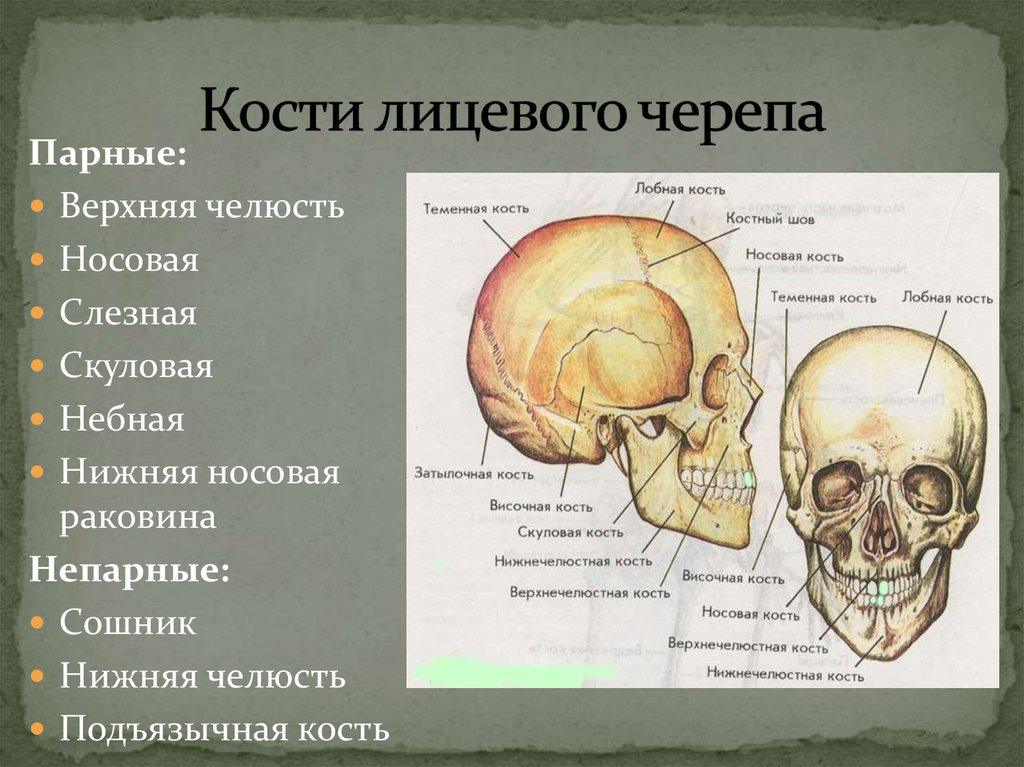 Кости лицевого черепа
Парные:
Верхняя челюсть
Носовая
Слезная
Скуловая
Небная
Нижняя носовая
раковина
Непарные:
Сошник
Нижняя челюсть
Подъязычная кость
Лобная кость
Теменная кость
Костный шов
Носовая кость
Теменная кость
Лобная кость
Затылочная кость
Височная кость
Скуловая кость
Нижнечелюстная кость
Верхнечелюстная кость
Височная кость
Носовая кость
Верхнечелюстная кость
Нижнечелюстная кость